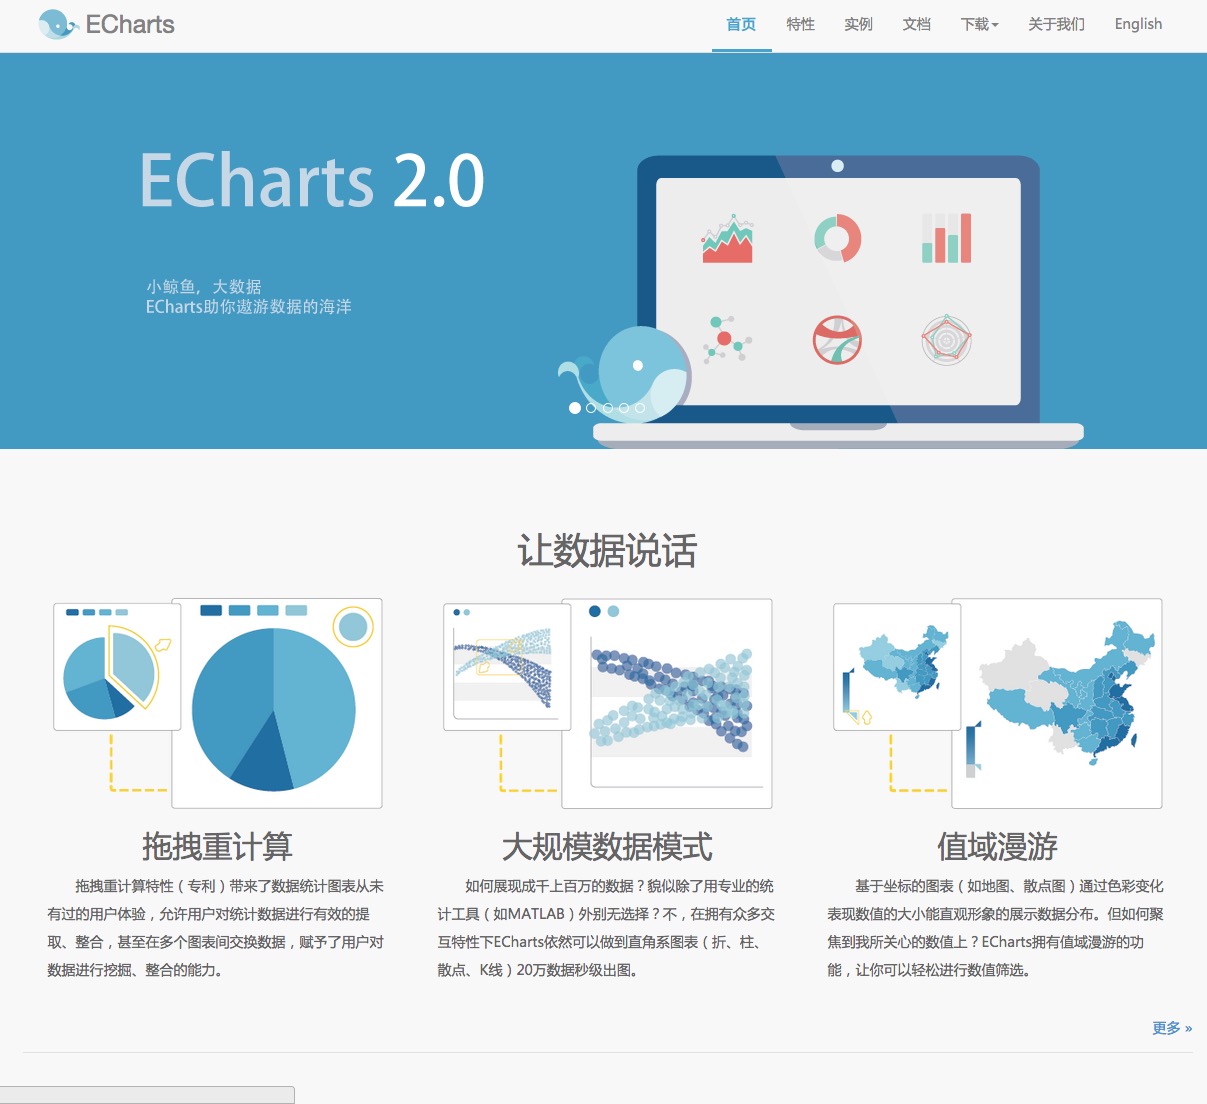 ECharts
首页 特性 实例 文档 下载 关于我们 English
ECharts 2.0
小鲸鱼，大数据
ECharts助你遨游数据的海洋
让数据说话
拖拽重计算
拖拽重计算特性（专利）带来了数据统计图表从未
有过的用户体验，允许用户对统计数据进行有效的提
取、整合，甚至在多个图表间交换数据，赋予了用户对
数据进行挖掘、整合的能力。
大规模数据模式
如何展现成千上百万的数据？貌似除了用专业的统
计工具（如MATLAB）外别无选择？不，在拥有众多交
互特性下ECharts依然可以做到直角系图表（折、柱、
散点、K线）20万数据秒级出图。
值域漫游
基于坐标的图表（如地图、散点图）通过色彩变化
表现数值的大小能直观形象的展示数据分布。但如何聚
焦到我所关心的数值上？ECharts拥有值域漫游的功
能，让你可以轻松进行数值筛选。
更多 »